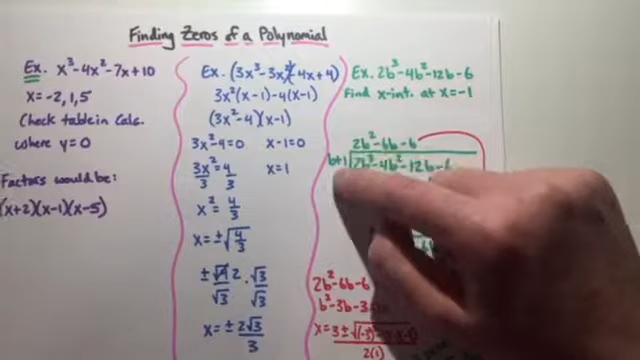 Finding Zeros of a Polynomial
Ex. x³-4x²-7x+10
x=-2,1,5
Check table in Calc.
where y=0
Factors would be:
(x+2)(x-1)(x-5)
Ex. (3x³-3x²)(-4x+4)
3x²(x-1)-4(x-1)
(3x²-4)(x-1)
3x²-4=0 x-1=0
3x²=4 x=1
3 3
x²=4/3
x=±√4/3
±√4 2 · √3
√3 √3
x=±2√3
3
Ex. 2b³-4b²-12b-6
Find x-int. at x=-1
2b²-6b-6
b+1 2b³-4b²-12b-6
2b²-6b-6
b²-3b-3
x=3±√(-3)²
2(1)